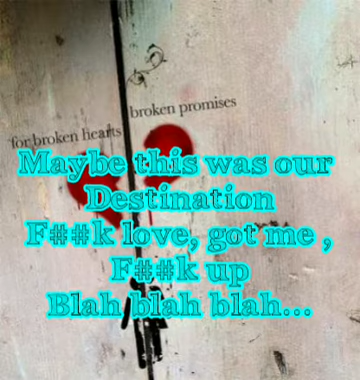 broken promises
for broken hearts
Maybe this was our
Destination
F##k love, got me ,
F##k up
Blah blah blah...